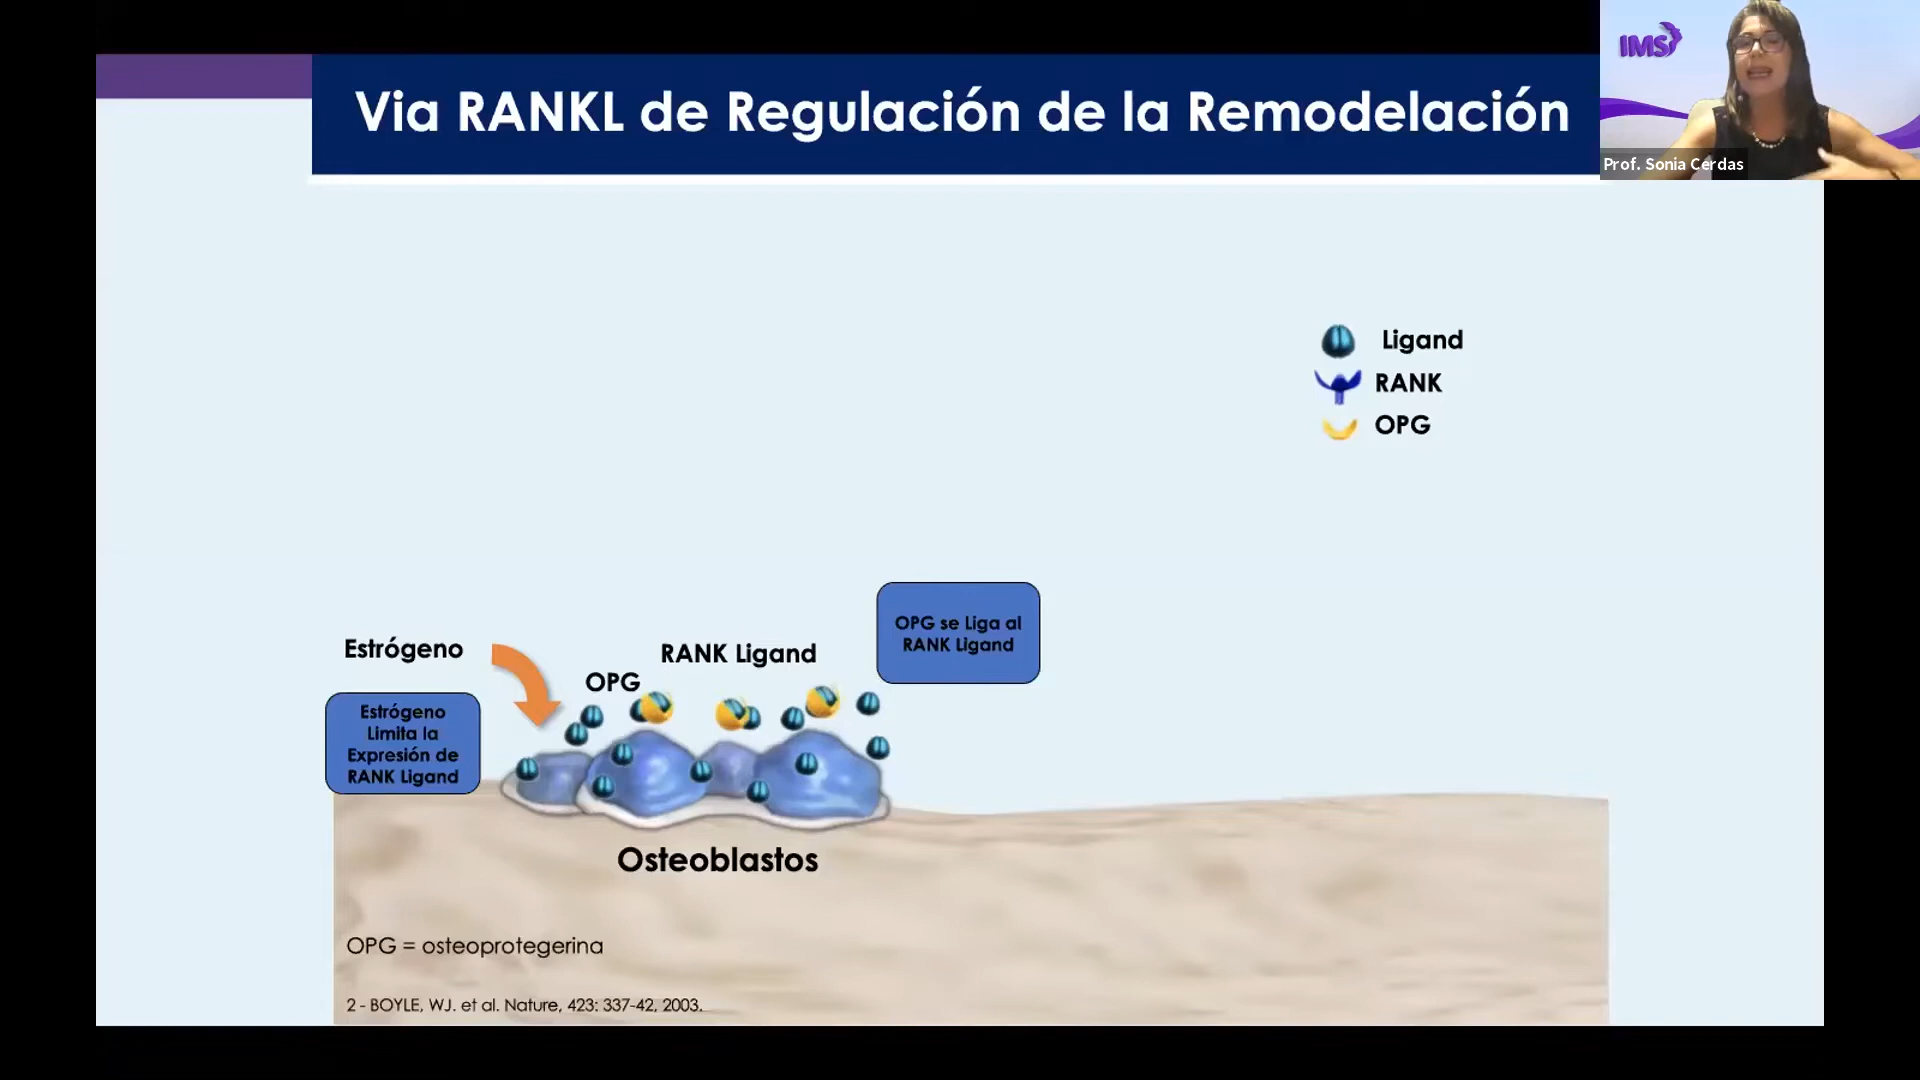 IMS
Via RANKL de Regulación de la Remodelación
Prof. Sonia Cerdas
Ligand
RANK
OPG
OPG se Liga al
RANK Ligand
Estrógeno
RANK Ligand
OPG
Estrógeno
Limita la
Expresión de
RANK Ligand
Osteoblastos
OPG = osteoprotegerina
2 - BOYLE, WJ. et al. Nature, 423: 337-42, 2003.